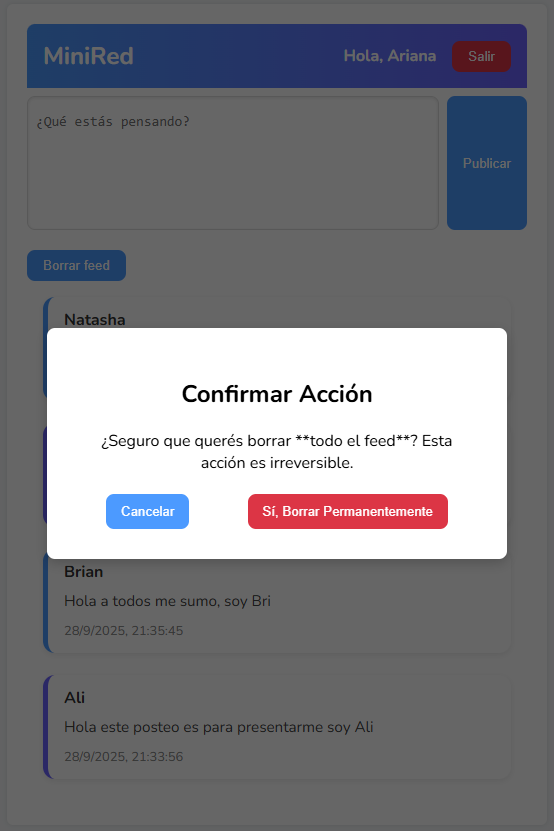 MiniRed
Hola, Ariana
Salir
¿Qué estás pensando?
Publicar
Borrar feed
Natasha
Confirmar Acción
¿Seguro que querés borrar **todo el feed**? Esta
acción es irreversible.
Cancelar
Sí, Borrar Permanentemente
Brian
Hola a todos me sumo, soy Bri
28/9/2025, 21:35:45
Ali
Hola este posteo es para presentarme soy Ali
28/9/2025, 21:33:56